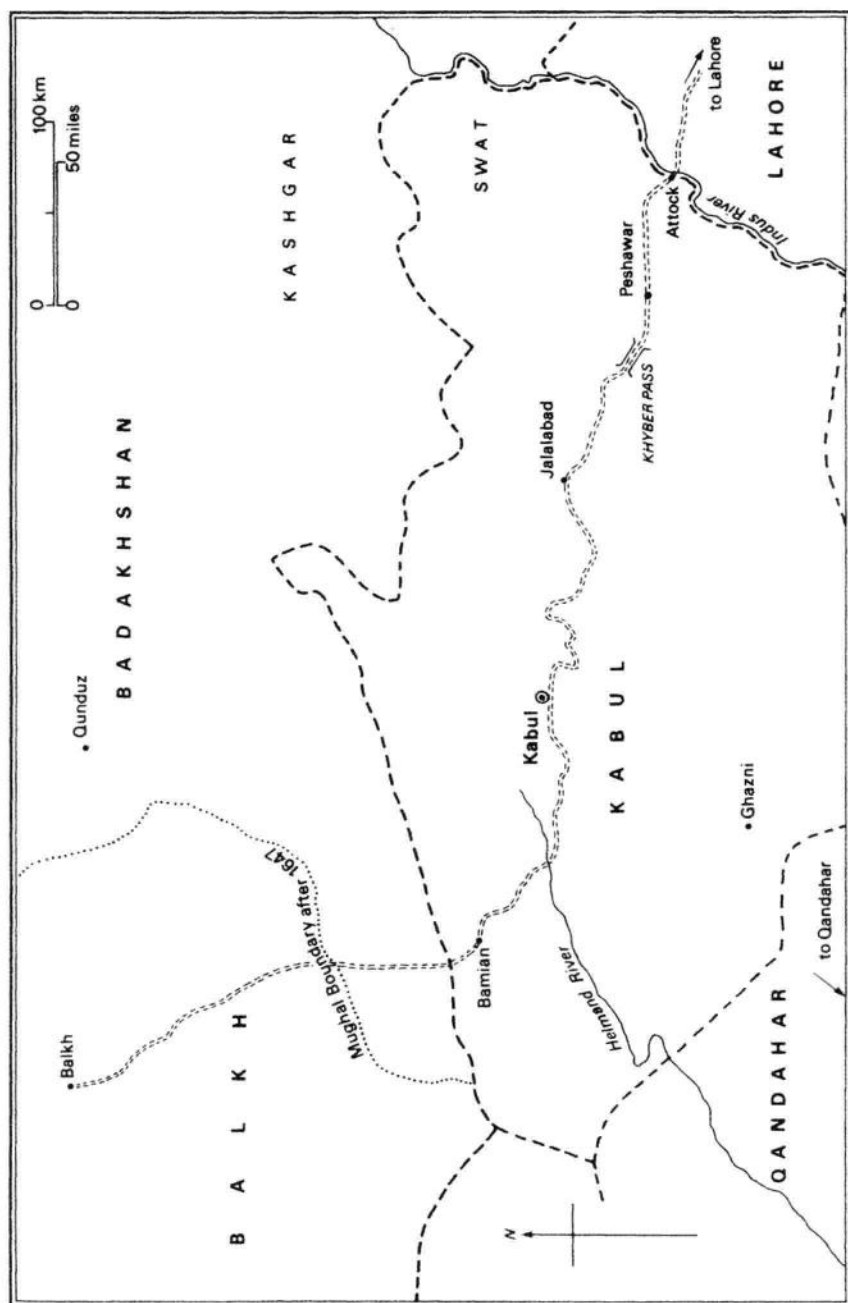 Balkh
Qunduz
0 100 km
0 50 miles
BALKH
BADAKHSHAN
KASHGAR
Mughal Boundary after 1647
SWAT
Bamian
N
Kabul
Jalalabad
Helmand River
KHYBER PASS
Peshawar
Attock
to Lahore
KABUL
Indus River
LAHORE
Ghazni
QANDAHAR
to Qandahar